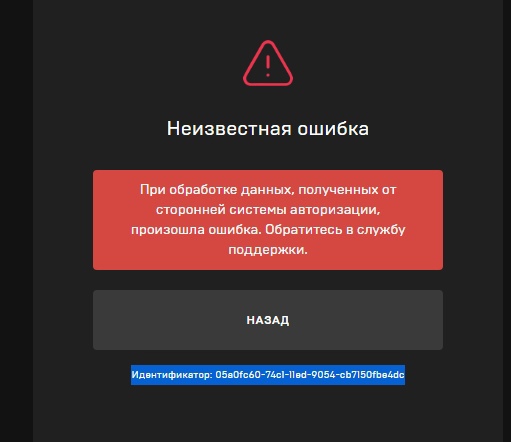 Неизвестная ошибка
При обработке данных, полученных от
сторонней системы авторизации,
произошла ошибка. Обратитесь в службу
поддержки.
НАЗАД
Идентификатор: 05a0fc60-74c1-11ed-9054-cb7150fbe4dc